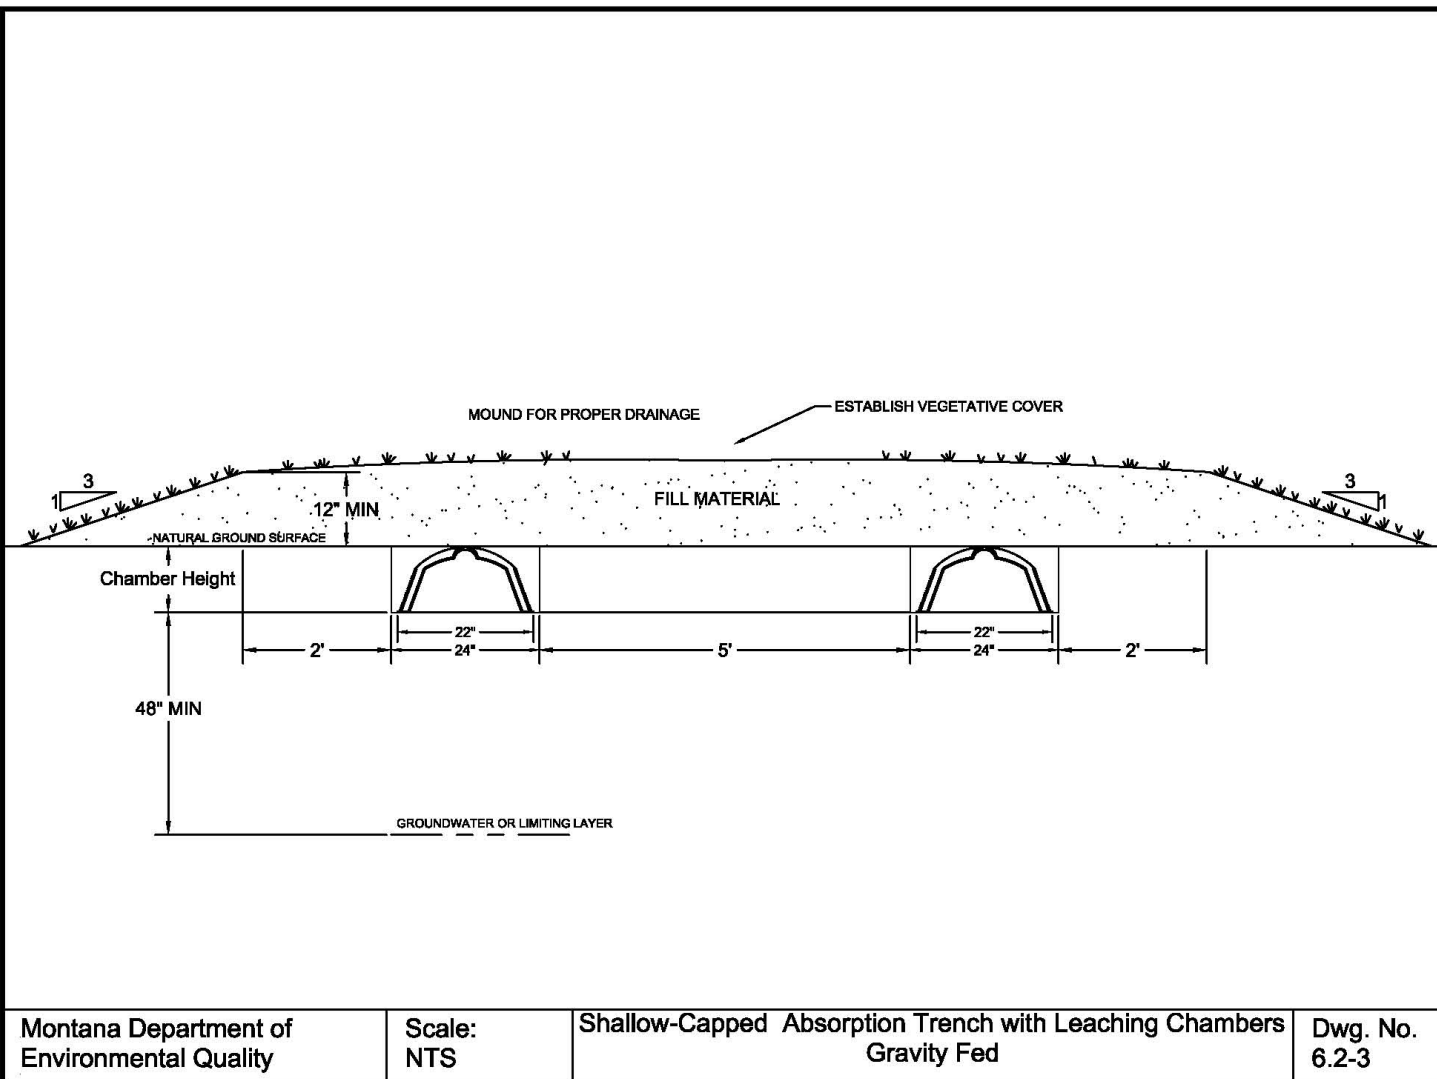 MOUND FOR PROPER DRAINAGE
ESTABLISH VEGETATIVE COVER
3
1
12" MIN
FILL MATERIAL
3
1
NATURAL GROUND SURFACE
Chamber Height
22"
22"
2'
24"
5'
24"
2'
48" MIN
GROUNDWATER OR LIMITING LAYER
Montana Department of
Environmental Quality
Scale:
NTS
Shallow-Capped Absorption Trench with Leaching Chambers
Gravity Fed
Dwg. No.
6.2-3